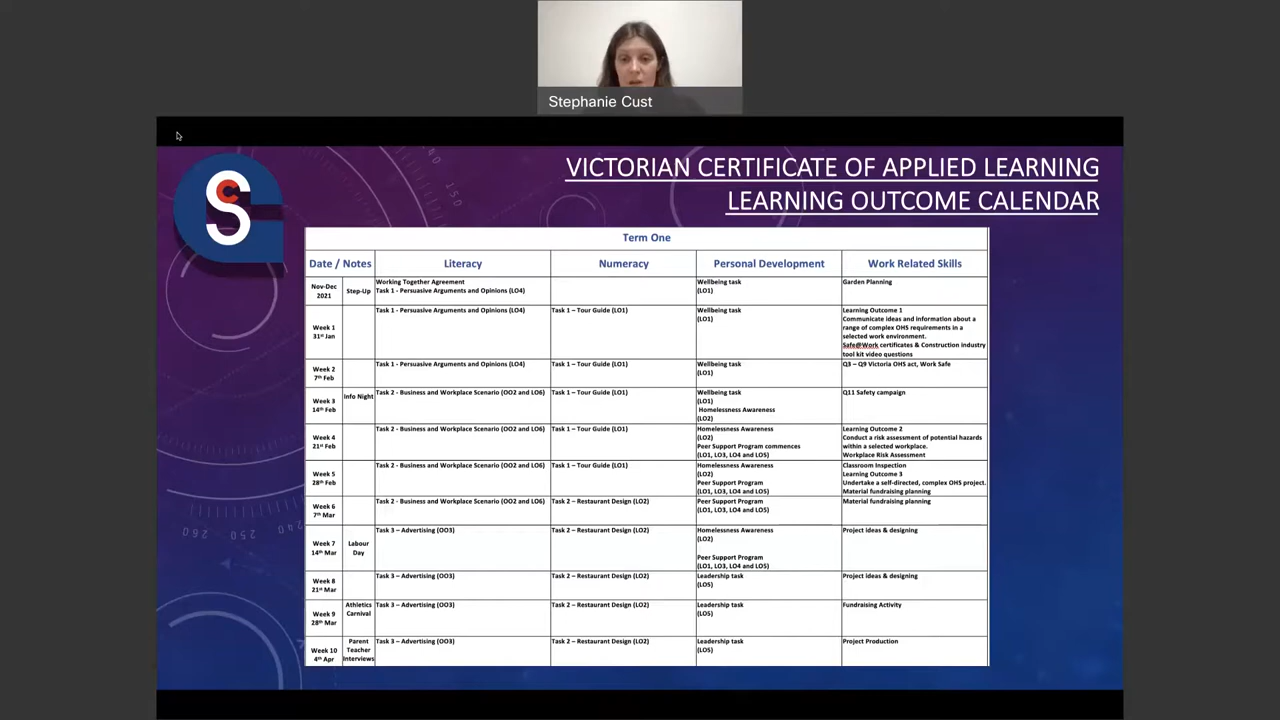 Stephanie Cust
VICTORIAN CERTIFICATE OF APPLIED LEARNING
LEARNING OUTCOME CALENDAR
Term One
Date / Notes Literacy Numeracy Personal Development Work Related Skills
Nov-Dec
2021
Step-Up
Working Together Agreement
Task 1 - Persuasive Arguments and Opinions (LO4)
Wellbeing task
(LO1)
Garden Planning
Week 1
31st Jan
Task 1 - Persuasive Arguments and Opinions (LO4)
Task 1 – Tour Guide (LO1)
Wellbeing task
(LO1)
Learning Outcome 1
Communicate ideas and information about a
range of complex OHS requirements in a
selected work environment.
Safe@Work certificates & Construction industry
tool kit video questions
Week 2
7th Feb
Task 1 - Persuasive Arguments and Opinions (LO4)
Task 1 – Tour Guide (LO1)
Wellbeing task
(LO1)
Q3 – Q9 Victoria OHS act, Work Safe
Week 3
14th Feb
Info Night
Task 2 - Business and Workplace Scenario (OO2 and LO6)
Task 1 – Tour Guide (LO1)
Wellbeing task
(LO1)
Homelessness Awareness
(LO2)
Q11 Safety campaign
Week 4
21st Feb
Task 2 - Business and Workplace Scenario (OO2 and LO6)
Task 1 – Tour Guide (LO1)
Homelessness Awareness
(LO2)
Peer Support Program commences
(LO1, LO3, LO4 and LO5)
Learning Outcome 2
Conduct a risk assessment of potential hazards
within a selected workplace.
Workplace Risk Assessment
Week 5
28th Feb
Task 2 - Business and Workplace Scenario (OO2 and LO6)
Task 1 – Tour Guide (LO1)
Homelessness Awareness
(LO2)
Peer Support Program
(LO1, LO3, LO4 and LO5)
Classroom Inspection
Learning Outcome 3
Undertake a self-directed, complex OHS project.
Material fundraising planning
Week 6
7th Mar
Task 2 - Business and Workplace Scenario (OO2 and LO6)
Task 2 – Restaurant Design (LO2)
Peer Support Program
(LO1, LO3, LO4 and LO5)
Material fundraising planning
Week 7
14th Mar
Labour
Day
Task 3 – Advertising (OO3)
Task 2 – Restaurant Design (LO2)
Homelessness Awareness
(LO2)
Peer Support Program
(LO1, LO3, LO4 and LO5)
Project ideas & designing
Week 8
21st Mar
Task 3 – Advertising (OO3)
Task 2 – Restaurant Design (LO2)
Leadership task
(LO5)
Project ideas & designing
Week 9
28th Mar
Athletics
Carnival
Task 3 – Advertising (OO3)
Task 2 – Restaurant Design (LO2)
Leadership task
(LO5)
Fundraising Activity
Week 10
4th Apr
Parent
Teacher
Interviews
Task 3 – Advertising (OO3)
Task 2 – Restaurant Design (LO2)
Leadership task
(LO5)
Project Production